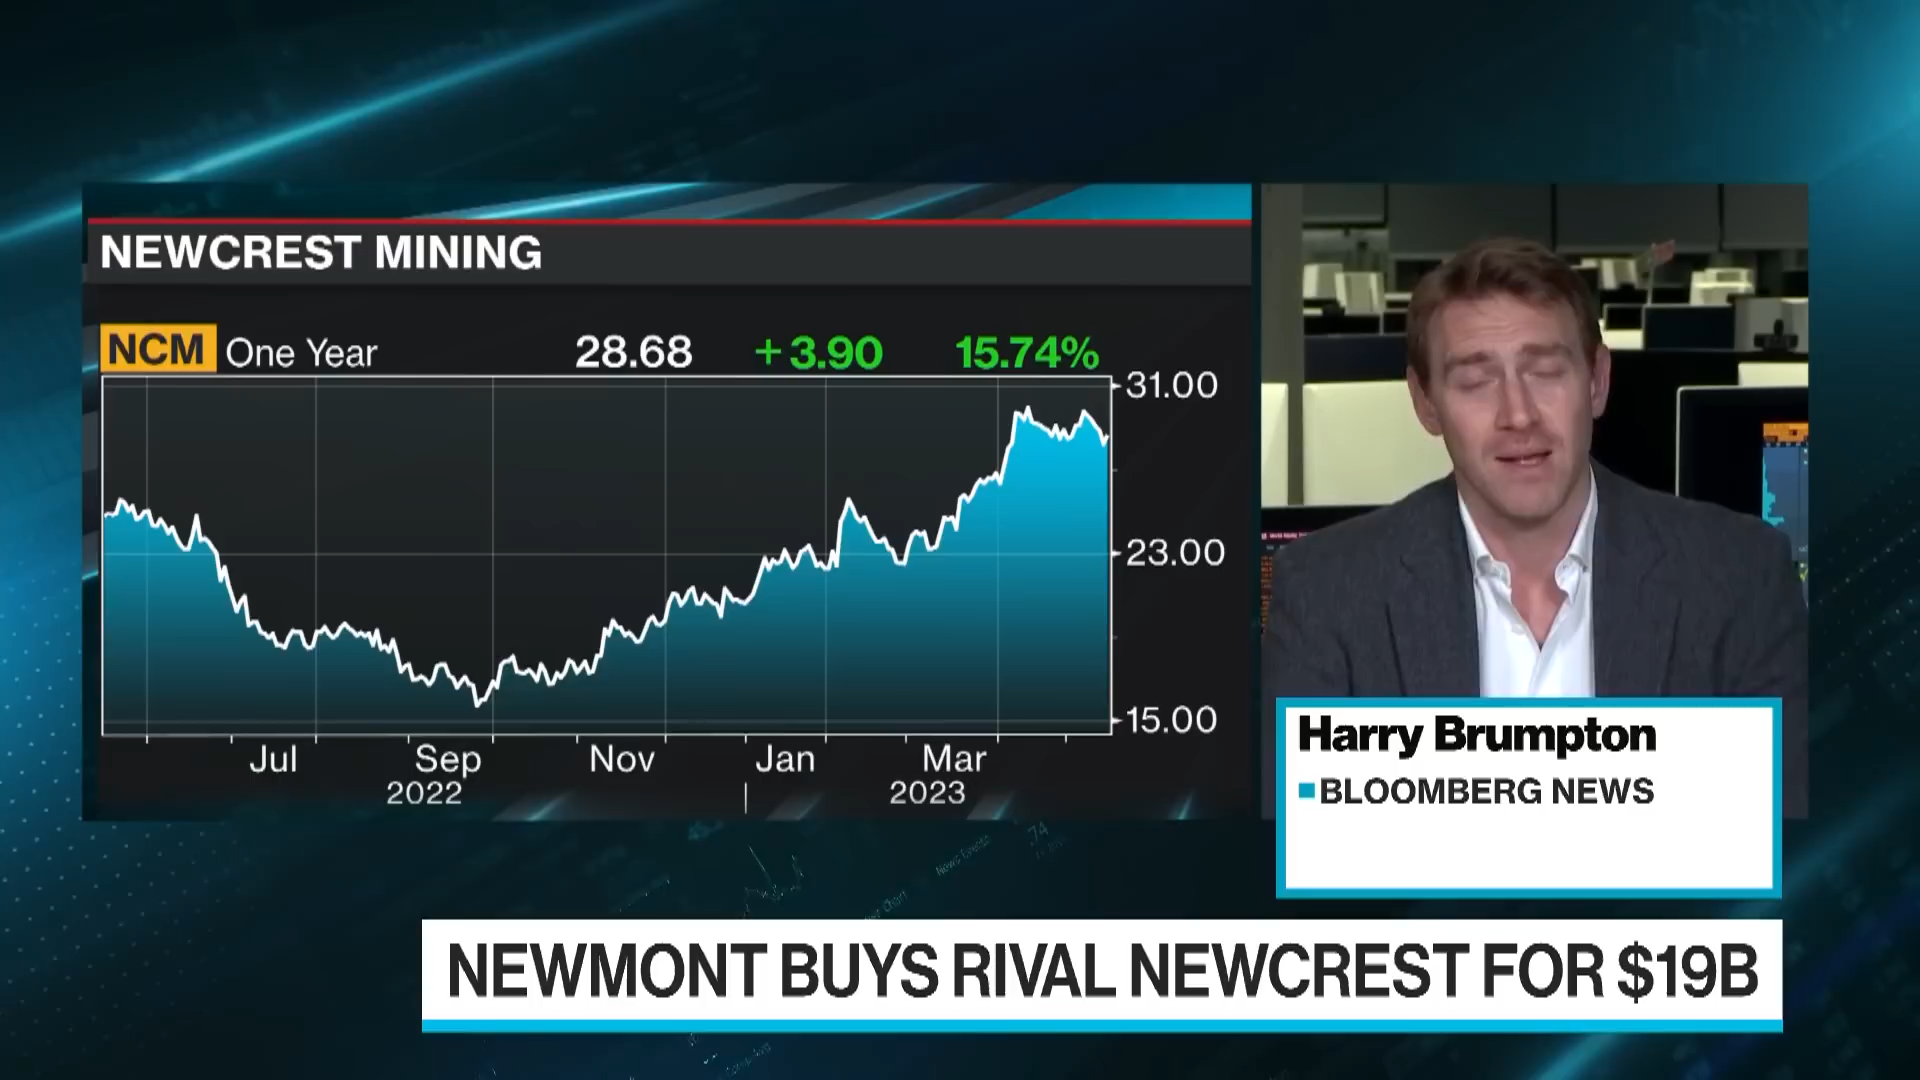 NEWCREST MINING
NCM One Year 28.68 +3.90 15.74%
31.00
23.00
15.00
Jul Sep Nov Jan Mar
2022 2023
Harry Brumpton
BLOOMBERG NEWS
NEWMONT BUYS RIVAL NEWCREST FOR $19B